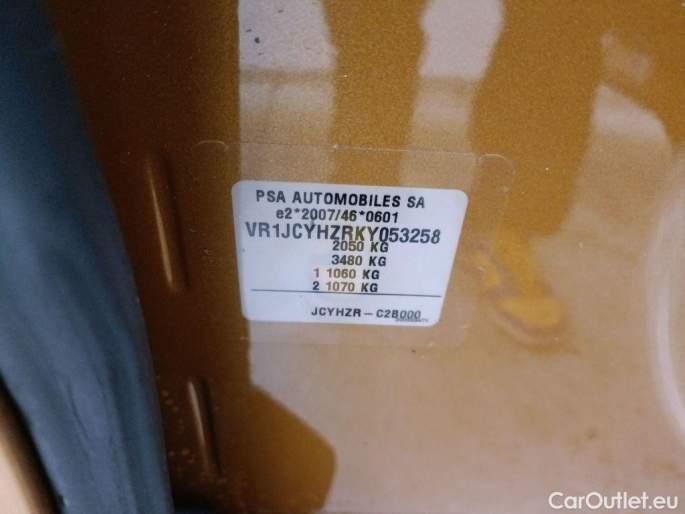 PSA AUTOMOBILES SA
e2*2007/46*0601
VR1JCYHZRKY053258
2050 KG
3480 KG
1 1060 KG
2 1070 KG
JCYHZR – C2B000
CarOutlet.eu